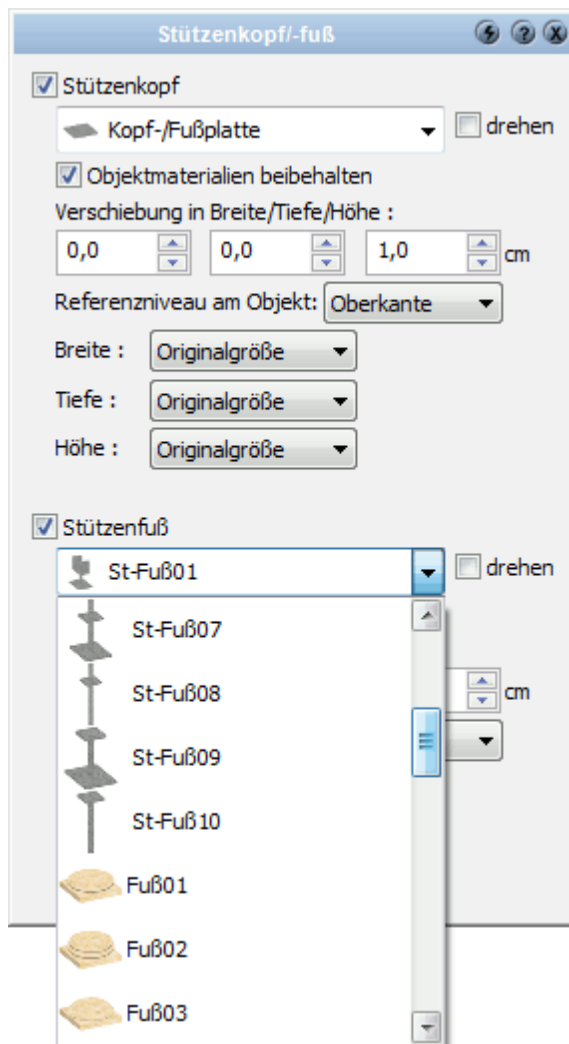 Stützenkopf/-fuß
Stützenkopf
Kopf-/Fußplatte drehen
Objektmaterialien beibehalten
Verschiebung in Breite/Tiefe/Höhe :
0,0 0,0 1,0 cm
Referenzniveau am Objekt: Oberkante
Breite : Originalgröße
Tiefe : Originalgröße
Höhe : Originalgröße
Stützenfuß
St-Fuß01 drehen
St-Fuß07
St-Fuß08 cm
St-Fuß09
St-Fuß10
Fuß01
Fuß02
Fuß03